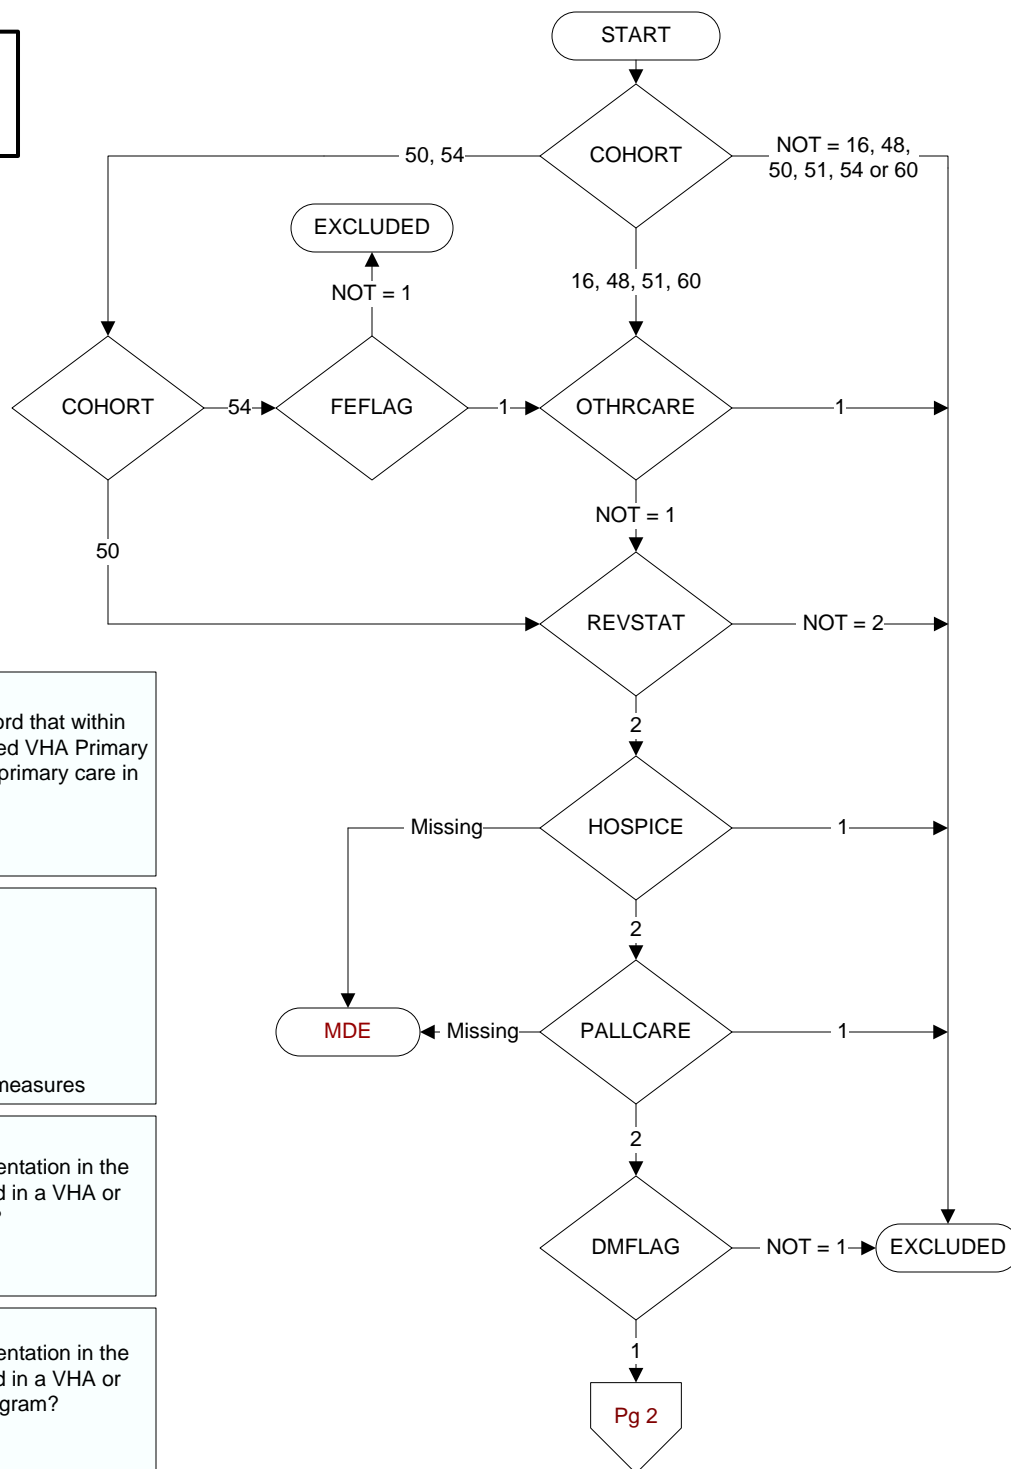 START
COHORT
50, 54
NOT = 16, 48,
50, 51, 54 or 60
EXCLUDED
NOT = 1
16, 48, 51, 60
COHORT
54
FEFLAG
1
OTHRCARE
1
NOT = 1
50
REVSTAT
NOT = 2
2
ord that within
ed VHA Primary
primary care in
Missing
HOSPICE
1
2
MDE
Missing
PALLCARE
1
measures
2
entation in the
d in a VHA or
?
DMFLAG
NOT = 1
EXCLUDED
1
entation in the
d in a VHA or
gram?
Pg 2